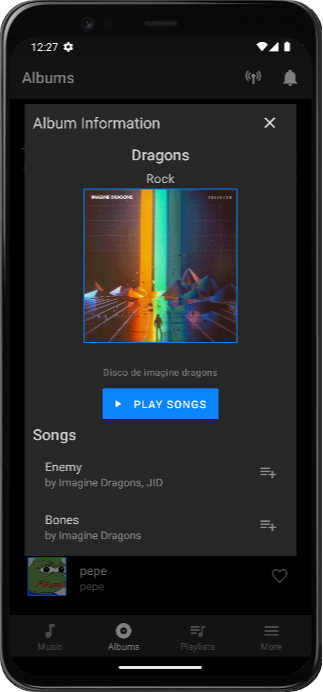 12:27
Albums
Album Information
Dragons
Rock
IMAGINE DRAGONS
Disco de imagine dragons
PLAY SONGS
Songs
Enemy
by Imagine Dragons, JID
Bones
by Imagine Dragons
pepe
pepe
Music
Albums
Playlists
More